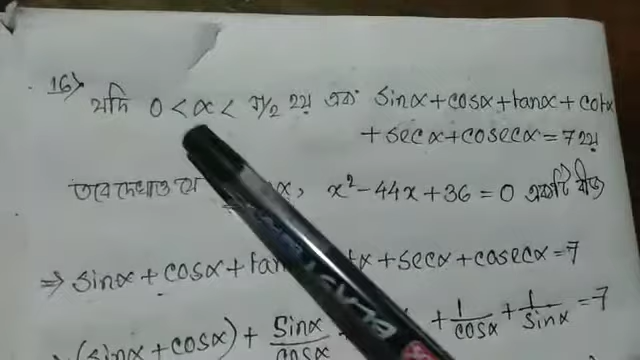 16)
যদি 0 < α < π/2 হয় এবং sinα + cosα + tanα + cotα
+ secα + cosecα = 7 হয়
তবে দেখাও যে x, x² - 44x + 36 = 0 একটি বীজ
⇒ sinα + cosα + tan x + secα + cosecα = 7
(sinα + cosα) + sinα/cosα + 1/cosα + 1/sinα = 7